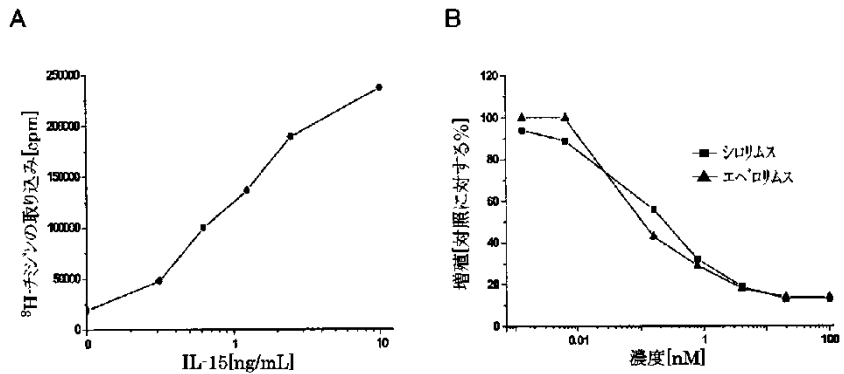 A
B
250000
200000
150000
100000
50000
0
³H-チミジンの取り込み[cpm]
0
1
10
IL-15[ng/mL]
120
100
80
60
40
20
0
増殖[対照に対する%]
シロリムス
エベロリムス
0.01
1
100
濃度[nM]